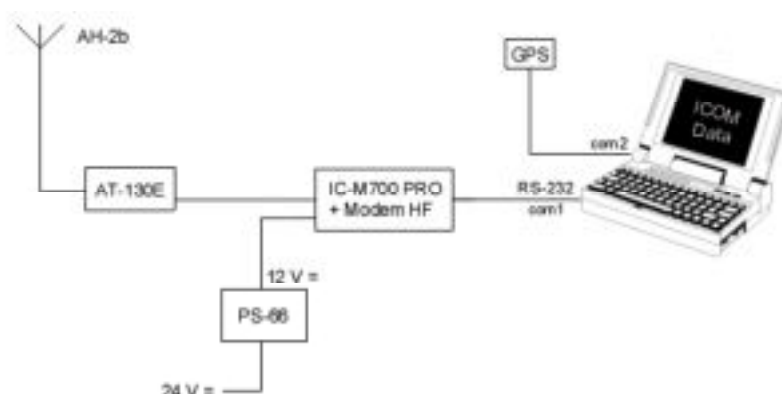 AH-2b
GPS
ICOM
Data
com2
AT-130E
IC-M700 PRO
+ Modem HF
RS-232
com1
12 V =
PS-66
24 V =